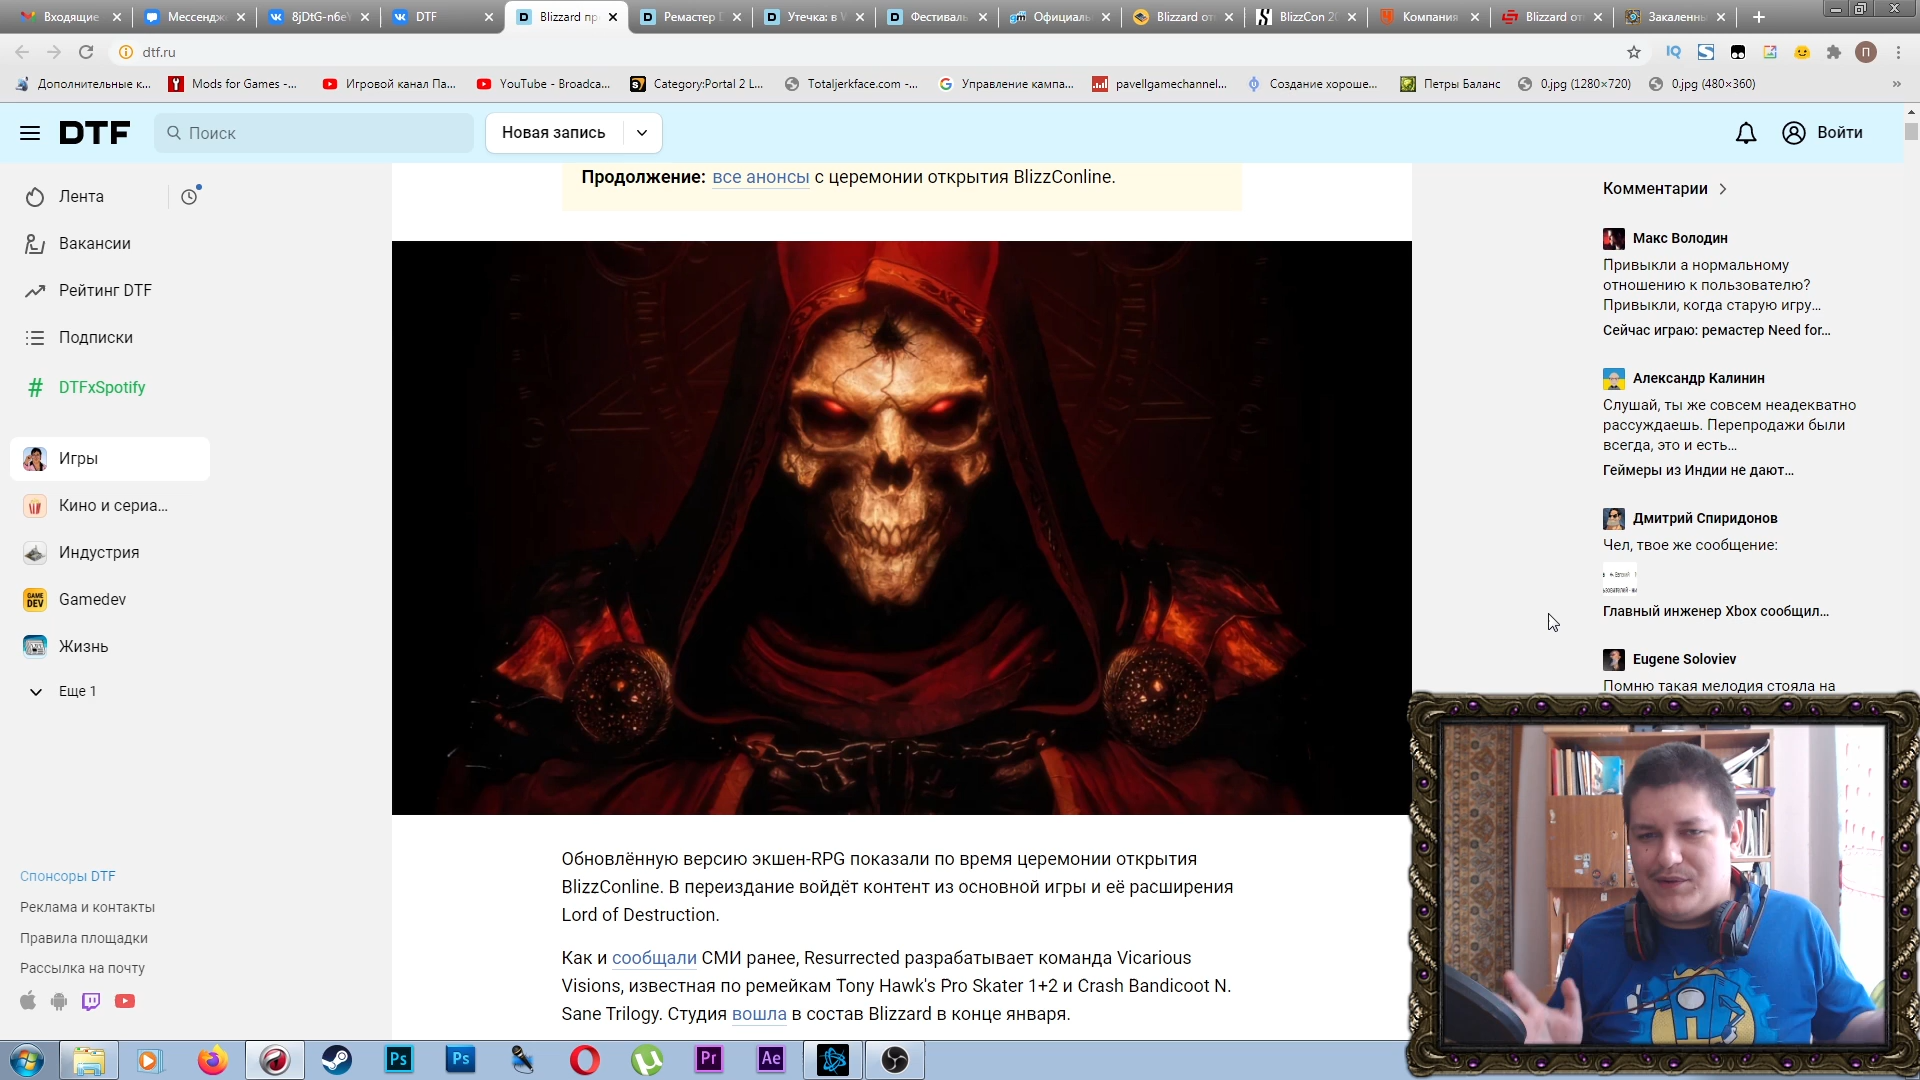 Входящие
Мессендж
8jDtG-n6eY
DTF
Blizzard пр
Ремастер D
Утечка: в W
Фестиваль
Официаль
Blizzard от
BlizzCon 20
Компания
Blizzard от
Закаленны
dtf.ru
Дополнительные к...
Mods for Games -...
Игровой канал Па...
YouTube - Broadca...
Category:Portal 2 L...
Totaljerkface.com -...
Управление кампа...
pavellgamechannel...
Создание хороше...
Петры Баланс
0.jpg (1280×720)
0.jpg (480×360)
DTF
Поиск
Новая запись
Войти
Лента
Вакансии
Рейтинг DTF
Подписки
DTFxSpotify
Игры
Кино и сериа...
Индустрия
Gamedev
Жизнь
Еще 1
Спонсоры DTF
Реклама и контакты
Правила площадки
Рассылка на почту
Продолжение: все анонсы с церемонии открытия BlizzConline.
Обновлённую версию экшен-RPG показали по время церемонии открытия
BlizzConline. В переиздание войдёт контент из основной игры и её расширения
Lord of Destruction.
Как и сообщали СМИ ранее, Resurrected разрабатывает команда Vicarious
Visions, известная по ремейкам Tony Hawk's Pro Skater 1+2 и Crash Bandicoot N.
Sane Trilogy. Студия вошла в состав Blizzard в конце января.
Комментарии
Макс Володин
Привыкли а нормальному
отношению к пользователю?
Привыкли, когда старую игру...
Сейчас играю: ремастер Need for...
Александр Калинин
Слушай, ты же совсем неадекватно
рассуждаешь. Перепродажи были
всегда, это и есть...
Геймеры из Индии не дают...
Дмитрий Спиридонов
Чел, твое же сообщение:
Главный инженер Xbox сообщил...
Eugene Soloviev
Помню такая мелодия стояла на